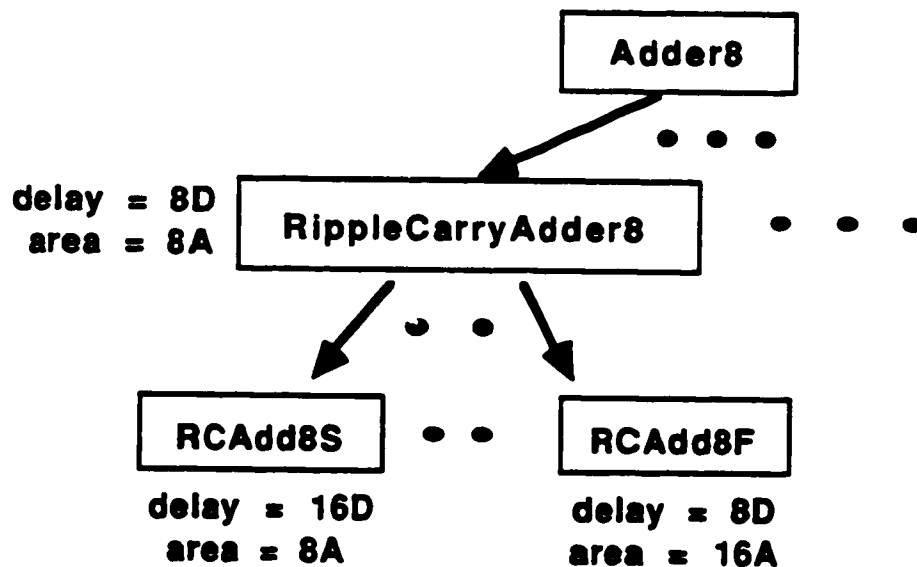 Adder8
delay = 8D
area = 8A
RippleCarryAdder8
RCAdd8S
RCAdd8F
delay = 16D
area = 8A
delay = 8D
area = 16A